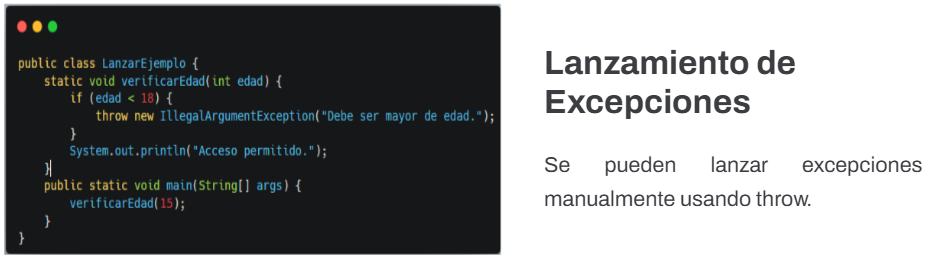 public class LanzarEjemplo {
    static void verificarEdad(int edad) {
        if (edad < 18) {
            throw new IllegalArgumentException("Debe ser mayor de edad.");
        }
        System.out.println("Acceso permitido.");
    }
    public static void main(String[] args) {
        verificarEdad(15);
    }
}
Lanzamiento de
Excepciones
Se pueden lanzar excepciones
manualmente usando throw.